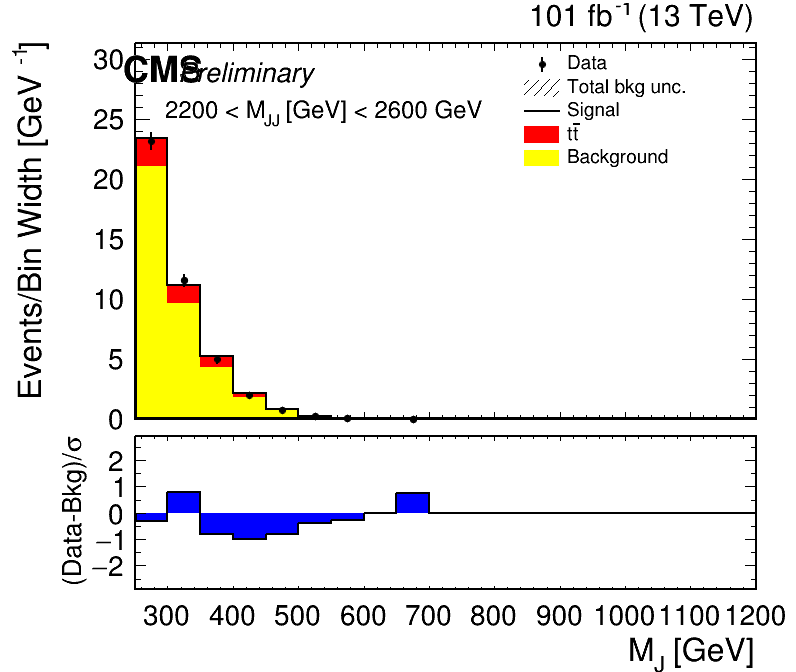 101 fb⁻¹ (13 TeV)
CMS Preliminary
2200 < M_JJ [GeV] < 2600 GeV
Data
Total bkg unc.
Signal
tt̄
Background
Events/Bin Width [GeV⁻¹]
30
25
20
15
10
5
0
(Data-Bkg)/σ
2
1
0
−1
−2
300 400 500 600 700 800 900 1000 1100 1200
M_J [GeV]